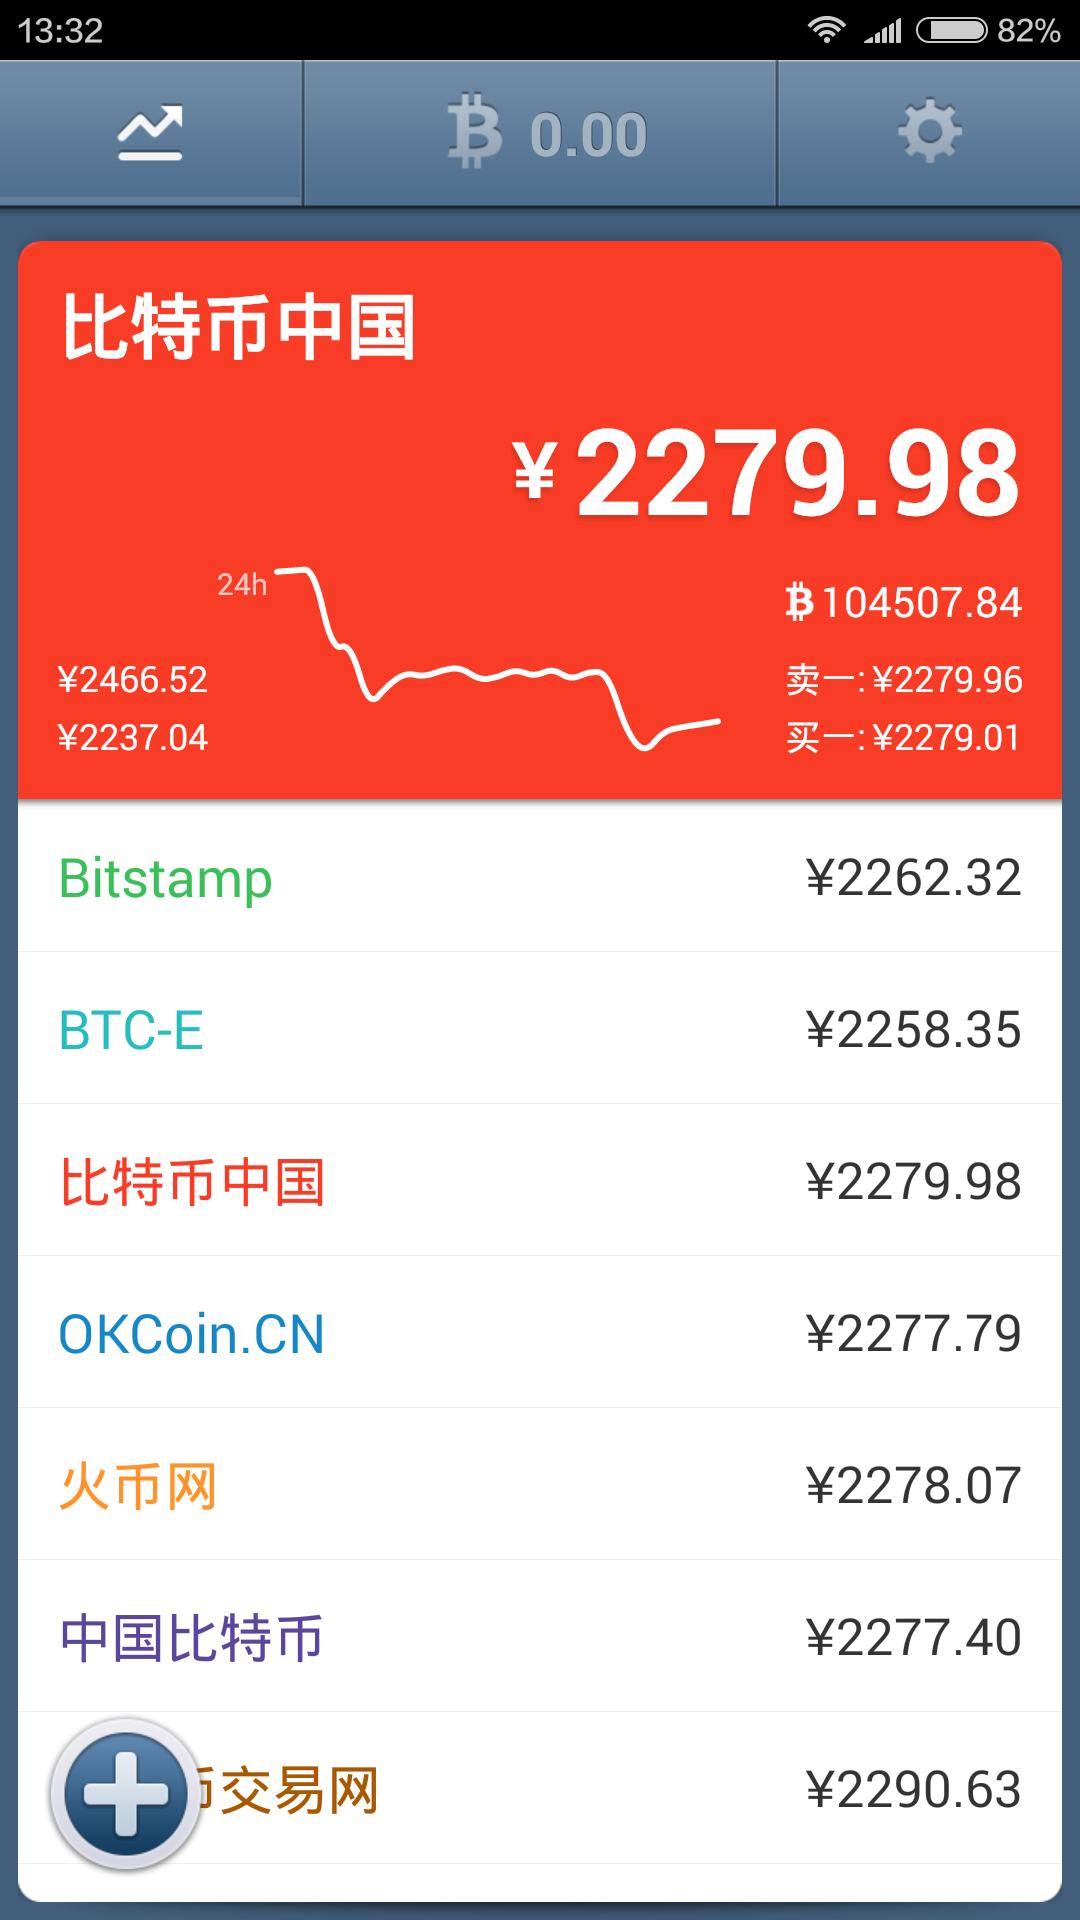 13:32 82%
฿ 0.00
比特币中国
¥2279.98
24h
฿104507.84
¥2466.52 卖一:¥2279.96
¥2237.04 买一:¥2279.01
Bitstamp ¥2262.32
BTC-E ¥2258.35
比特币中国 ¥2279.98
OKCoin.CN ¥2277.79
火币网 ¥2278.07
中国比特币 ¥2277.40
币交易网 ¥2290.63